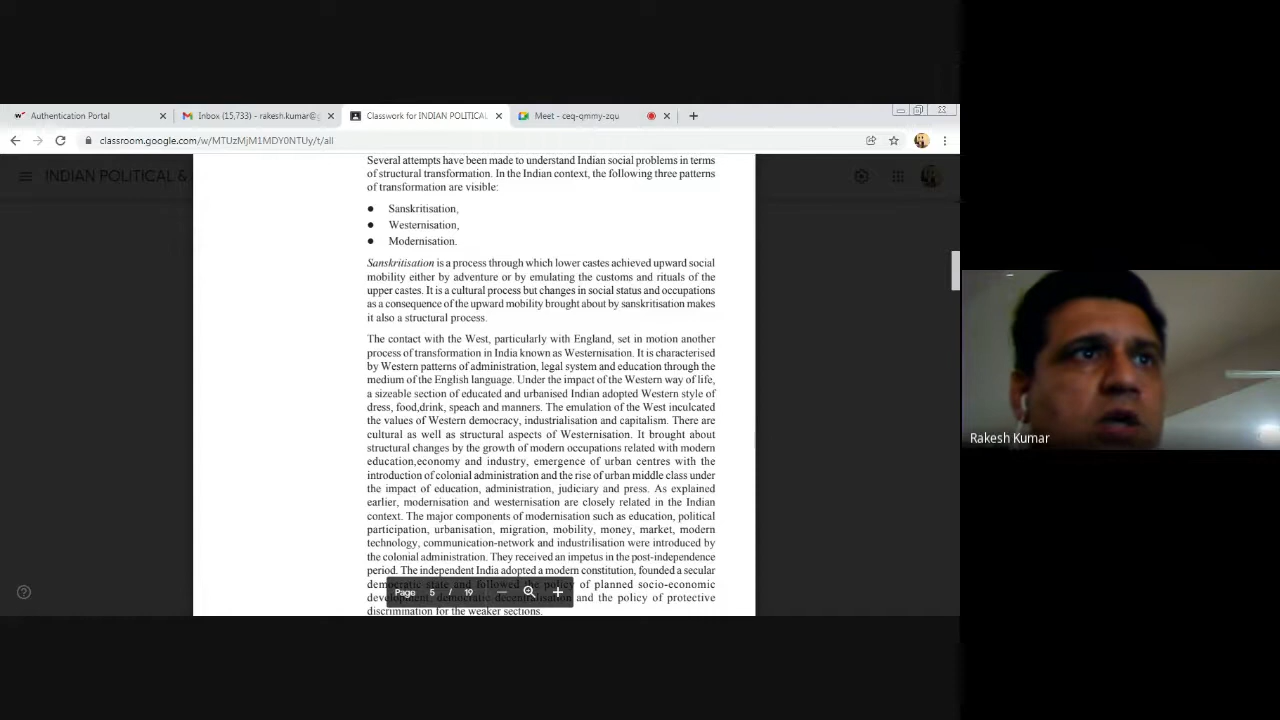 Authentication Portal
Inbox (15,733) - rakesh.kumar@g
Classwork for INDIAN POLITICAL
Meet - ceq-qmmy-zqu
classroom.google.com/w/MTUzMjM1MDY0NTUy/t/all
INDIAN POLITICAL &
Several attempts have been made to understand Indian social problems in terms
of structural transformation. In the Indian context, the following three patterns
of transformation are visible:
● Sanskritisation,
● Westernisation,
● Modernisation.
Sanskritisation is a process through which lower castes achieved upward social
mobility either by adventure or by emulating the customs and rituals of the
upper castes. It is a cultural process but changes in social status and occupations
as a consequence of the upward mobility brought about by sanskritisation makes
it also a structural process.
The contact with the West, particularly with England, set in motion another
process of transformation in India known as Westernisation. It is characterised
by Western patterns of administration, legal system and education through the
medium of the English language. Under the impact of the Western way of life,
a sizeable section of educated and urbanised Indian adopted Western style of
dress, food,drink, speach and manners. The emulation of the West inculcated
the values of Western democracy, industrialisation and capitalism. There are
cultural as well as structural aspects of Westernisation. It brought about
structural changes by the growth of modern occupations related with modern
education,economy and industry, emergence of urban centres with the
introduction of colonial administration and the rise of urban middle class under
the impact of education, administration, judiciary and press. As explained
earlier, modernisation and westernisation are closely related in the Indian
context. The major components of modernisation such as education, political
participation, urbanisation, migration, mobility, money, market, modern
technology, communication-network and industrilisation were introduced by
the colonial administration. They received an impetus in the post-independence
period. The independent India adopted a modern constitution, founded a secular
democratic state and followed the policy of planned socio-economic
development, democratic decentralisation and the policy of protective
discrimination for the weaker sections.
Page 5 / 19
Rakesh Kumar